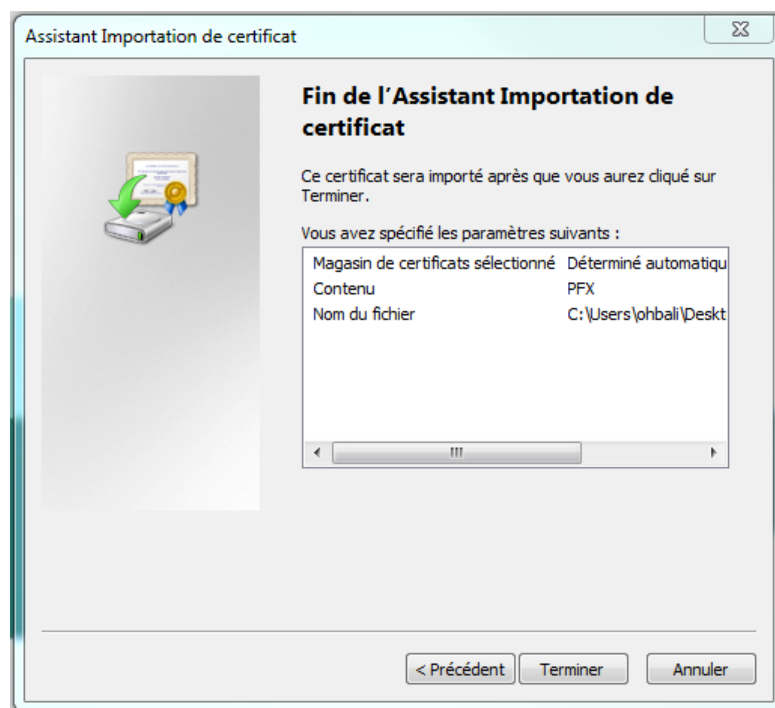 Assistant Importation de certificat
Fin de l'Assistant Importation de
certificat
Ce certificat sera importé après que vous aurez cliqué sur
Terminer.
Vous avez spécifié les paramètres suivants :
Magasin de certificats sélectionné Déterminé automatiqu
Contenu PFX
Nom du fichier C:\Users\ohbali\Deskt
< Précédent Terminer Annuler